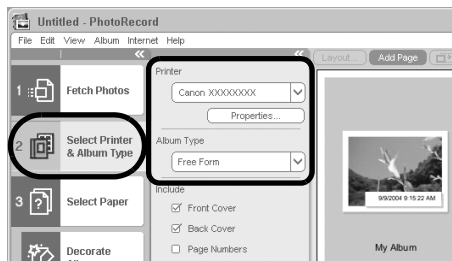 Untitled - PhotoRecord
File Edit View Album Internet Help
Layout... Add Page
1 Fetch Photos
2 Select Printer
& Album Type
3 Select Paper
Decorate
Printer
Canon XXXXXXXX
Properties...
Album Type
Free Form
Include
Front Cover
Back Cover
Page Numbers
9/9/2004 9:15:22 AM
My Album